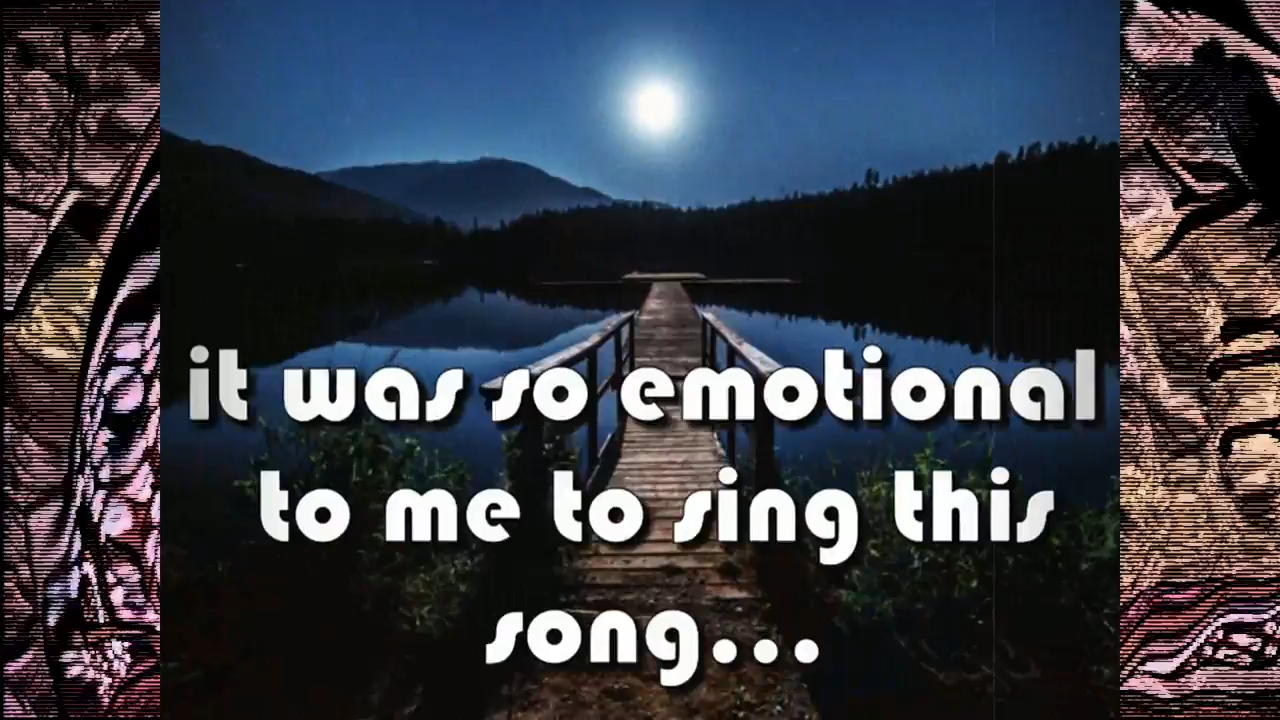 it was so emotional
to me to sing this
song...